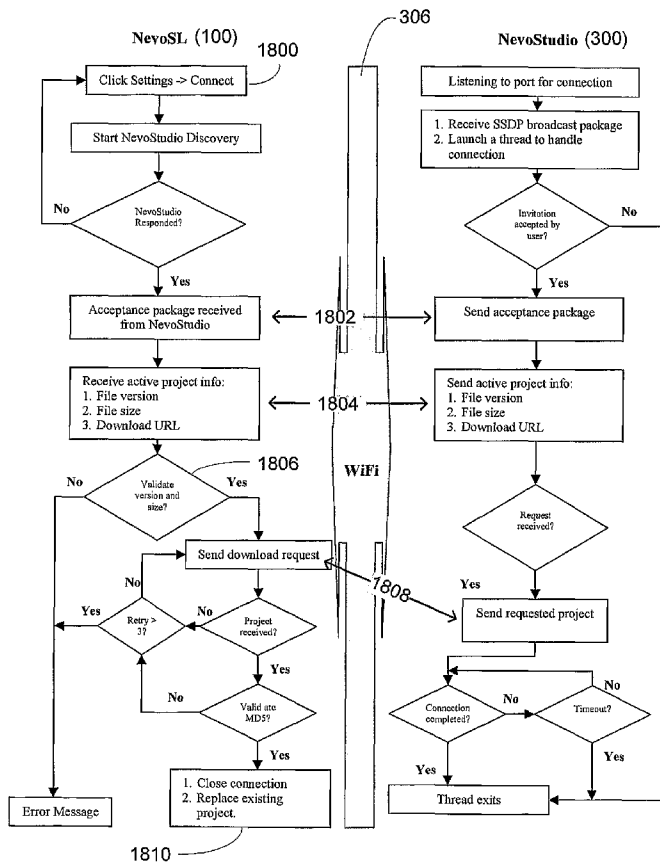 NevoSL (100)
1800
Click Settings -> Connect
Start NevoStudio Discovery
No
NevoStudio
Responded?
Yes
Acceptance package received
from NevoStudio
Receive active project info:
1. File version
2. File size
3. Download URL
1806
No
Validate
version and
size?
Yes
Send download request
No
Yes
Retry >
3?
No
Project
received?
Yes
No
Valid ate
MD5?
Yes
1. Close connection
2. Replace existing
project.
Error Message
1810
306
1802
1804
WiFi
1808
NevoStudio (300)
Listening to port for connection
1. Receive SSDP broadcast package
2. Launch a thread to handle
connection
Invitation
accepted by
user?
No
Yes
Send acceptance package
Send active project info:
1. File version
2. File size
3. Download URL
Request
received?
Yes
Send requested project
No
Connection
completed?
No
Timeout?
Yes
Yes
Thread exits